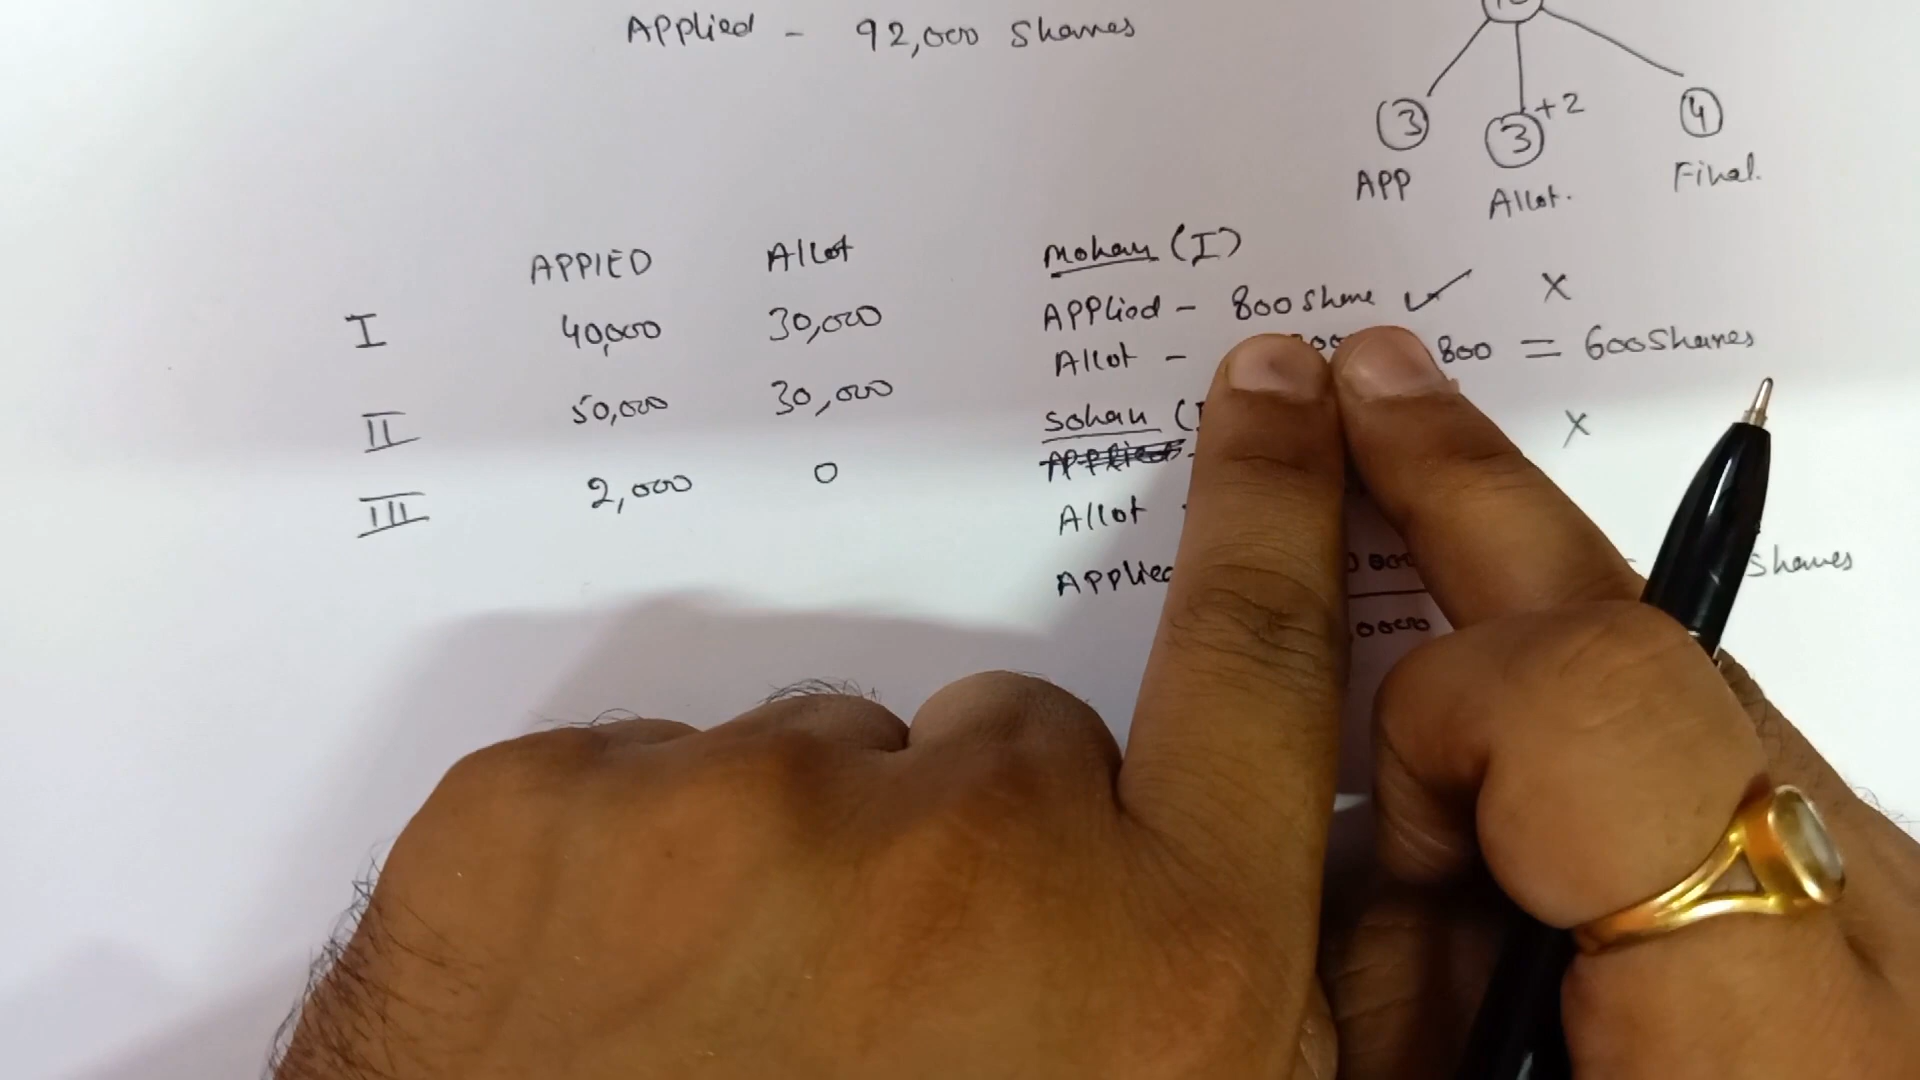 Applied - 92,000 Shares
3 3 +2 4
APP Allot. Final.
APPlED Allot
I 40,000 30,000
II 50,000 30,000
III 2,000 0
Mohan (I)
Applied - 800 Share ✓ X
Allot - 800 = 600 Shares
Sohan ( X
Applied -
Allot
Applied Shares